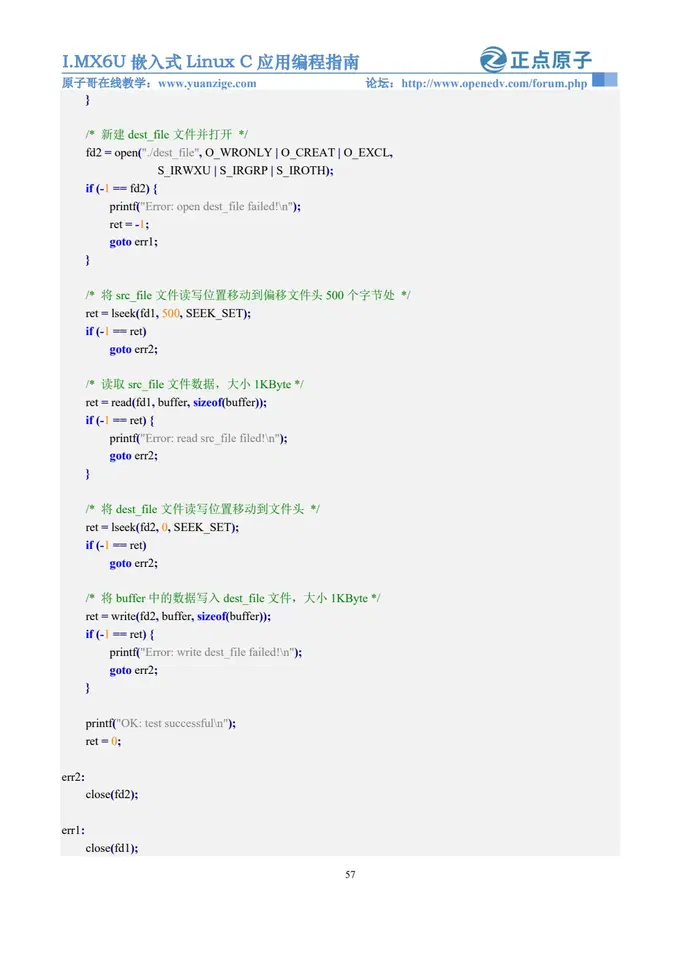 I.MX6U 嵌入式 Linux C 应用编程指南
正点原子
原子哥在线教学：www.yuanzige.com 论坛：http://www.openedv.com/forum.php
}
/* 新建 dest_file 文件并打开 */
fd2 = open("./dest_file", O_WRONLY | O_CREAT | O_EXCL,
S_IRWXU | S_IRGRP | S_IROTH);
if (-1 == fd2) {
printf("Error: open dest_file failed!\n");
ret = -1;
goto err1;
}
/* 将 src_file 文件读写位置移动到偏移文件头 500 个字节处 */
ret = lseek(fd1, 500, SEEK_SET);
if (-1 == ret)
goto err2;
/* 读取 src_file 文件数据，大小 1KByte */
ret = read(fd1, buffer, sizeof(buffer));
if (-1 == ret) {
printf("Error: read src_file filed!\n");
goto err2;
}
/* 将 dest_file 文件读写位置移动到文件头 */
ret = lseek(fd2, 0, SEEK_SET);
if (-1 == ret)
goto err2;
/* 将 buffer 中的数据写入 dest_file 文件，大小 1KByte */
ret = write(fd2, buffer, sizeof(buffer));
if (-1 == ret) {
printf("Error: write dest_file failed!\n");
goto err2;
}
printf("OK: test successful\n");
ret = 0;
err2:
close(fd2);
err1:
close(fd1);
57